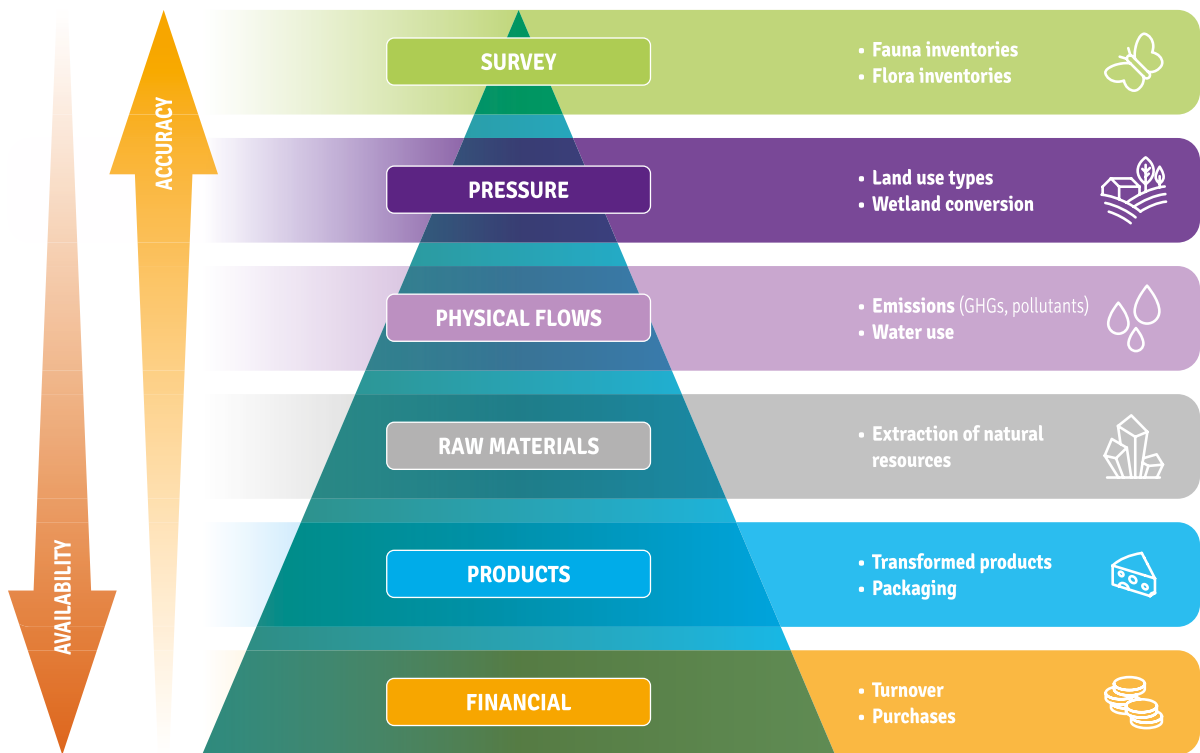 SURVEY
• Fauna inventories
• Flora inventories
ACCURACY
PRESSURE
• Land use types
• Wetland conversion
PHYSICAL FLOWS
• Emissions (GHGs, pollutants)
• Water use
RAW MATERIALS
• Extraction of natural
resources
AVAILABILITY
PRODUCTS
• Transformed products
• Packaging
FINANCIAL
• Turnover
• Purchases